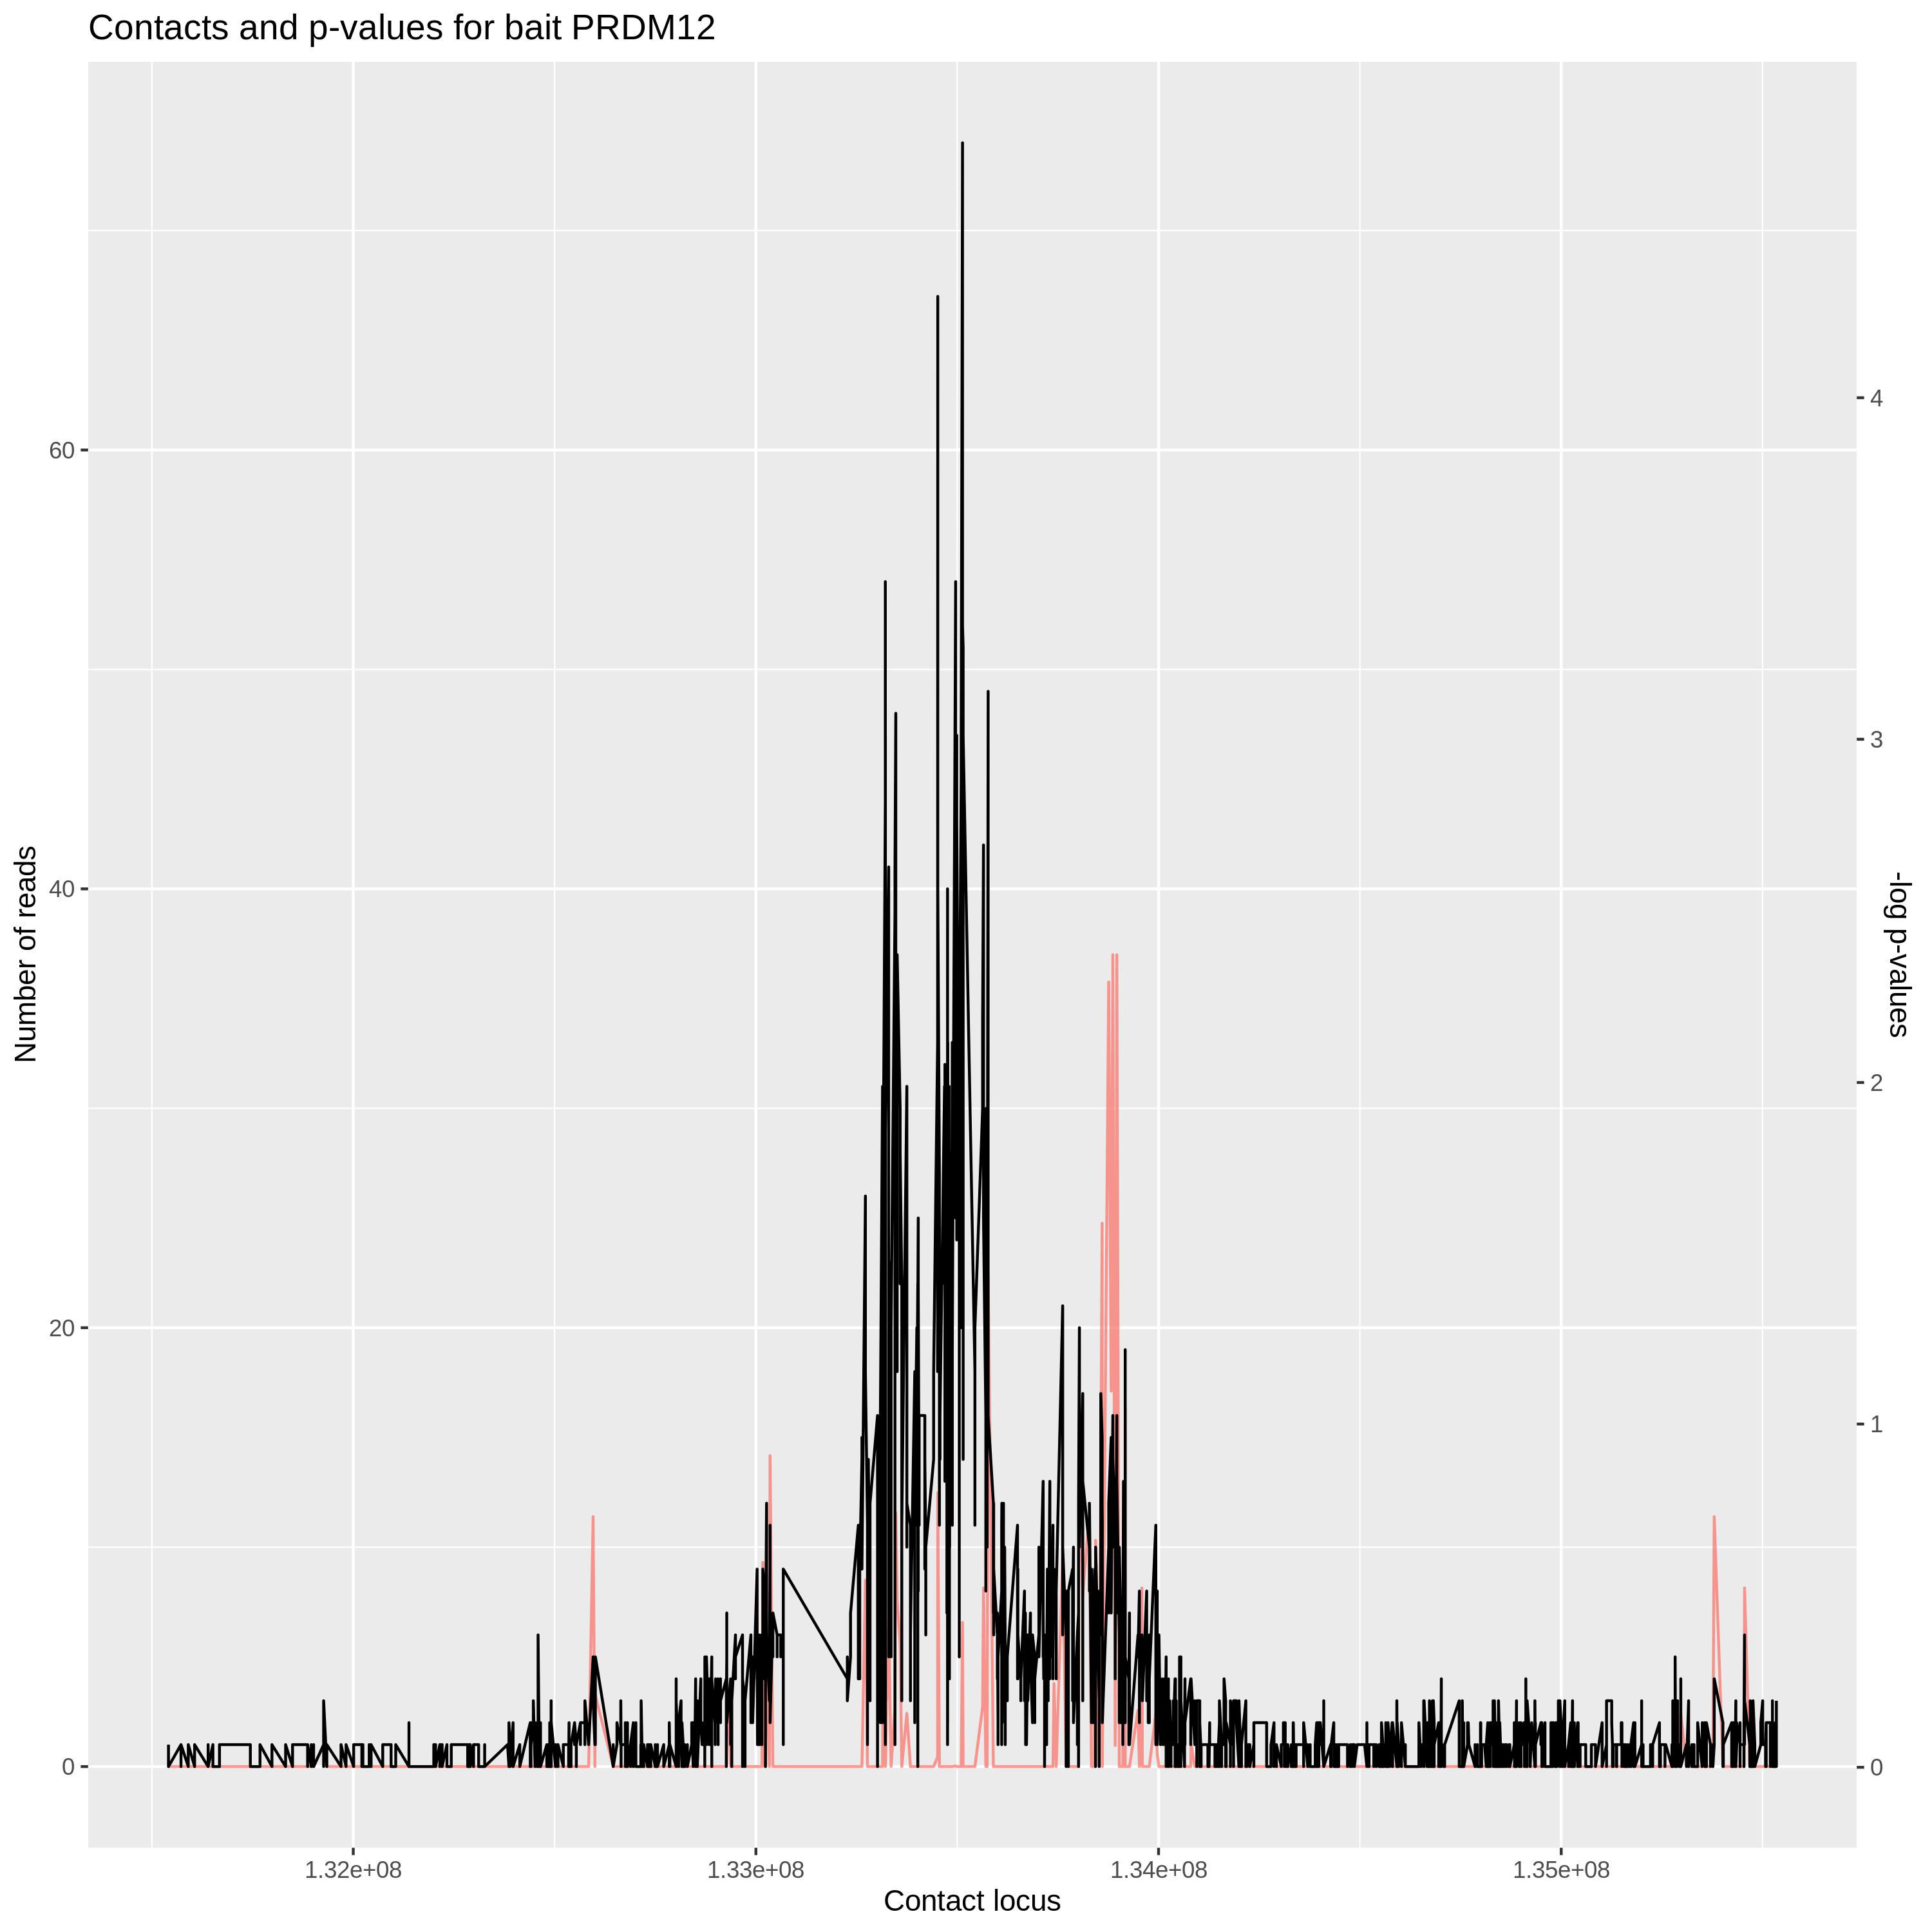 Contacts and p-values for bait PRDM12
Number of reads
60
40
20
0
4
3
2
1
0
-log p-values
1.32e+08
1.33e+08
1.34e+08
1.35e+08
Contact locus